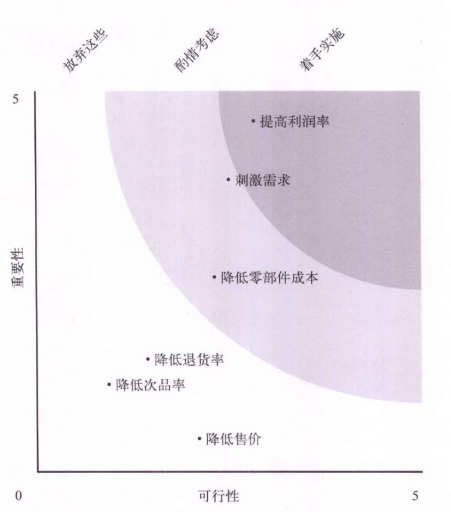 放弃这些
酌情考虑
着手实施
5
•提高利润率
•刺激需求
重要性
•降低零部件成本
•降低退货率
•降低次品率
•降低售价
0
可行性
5